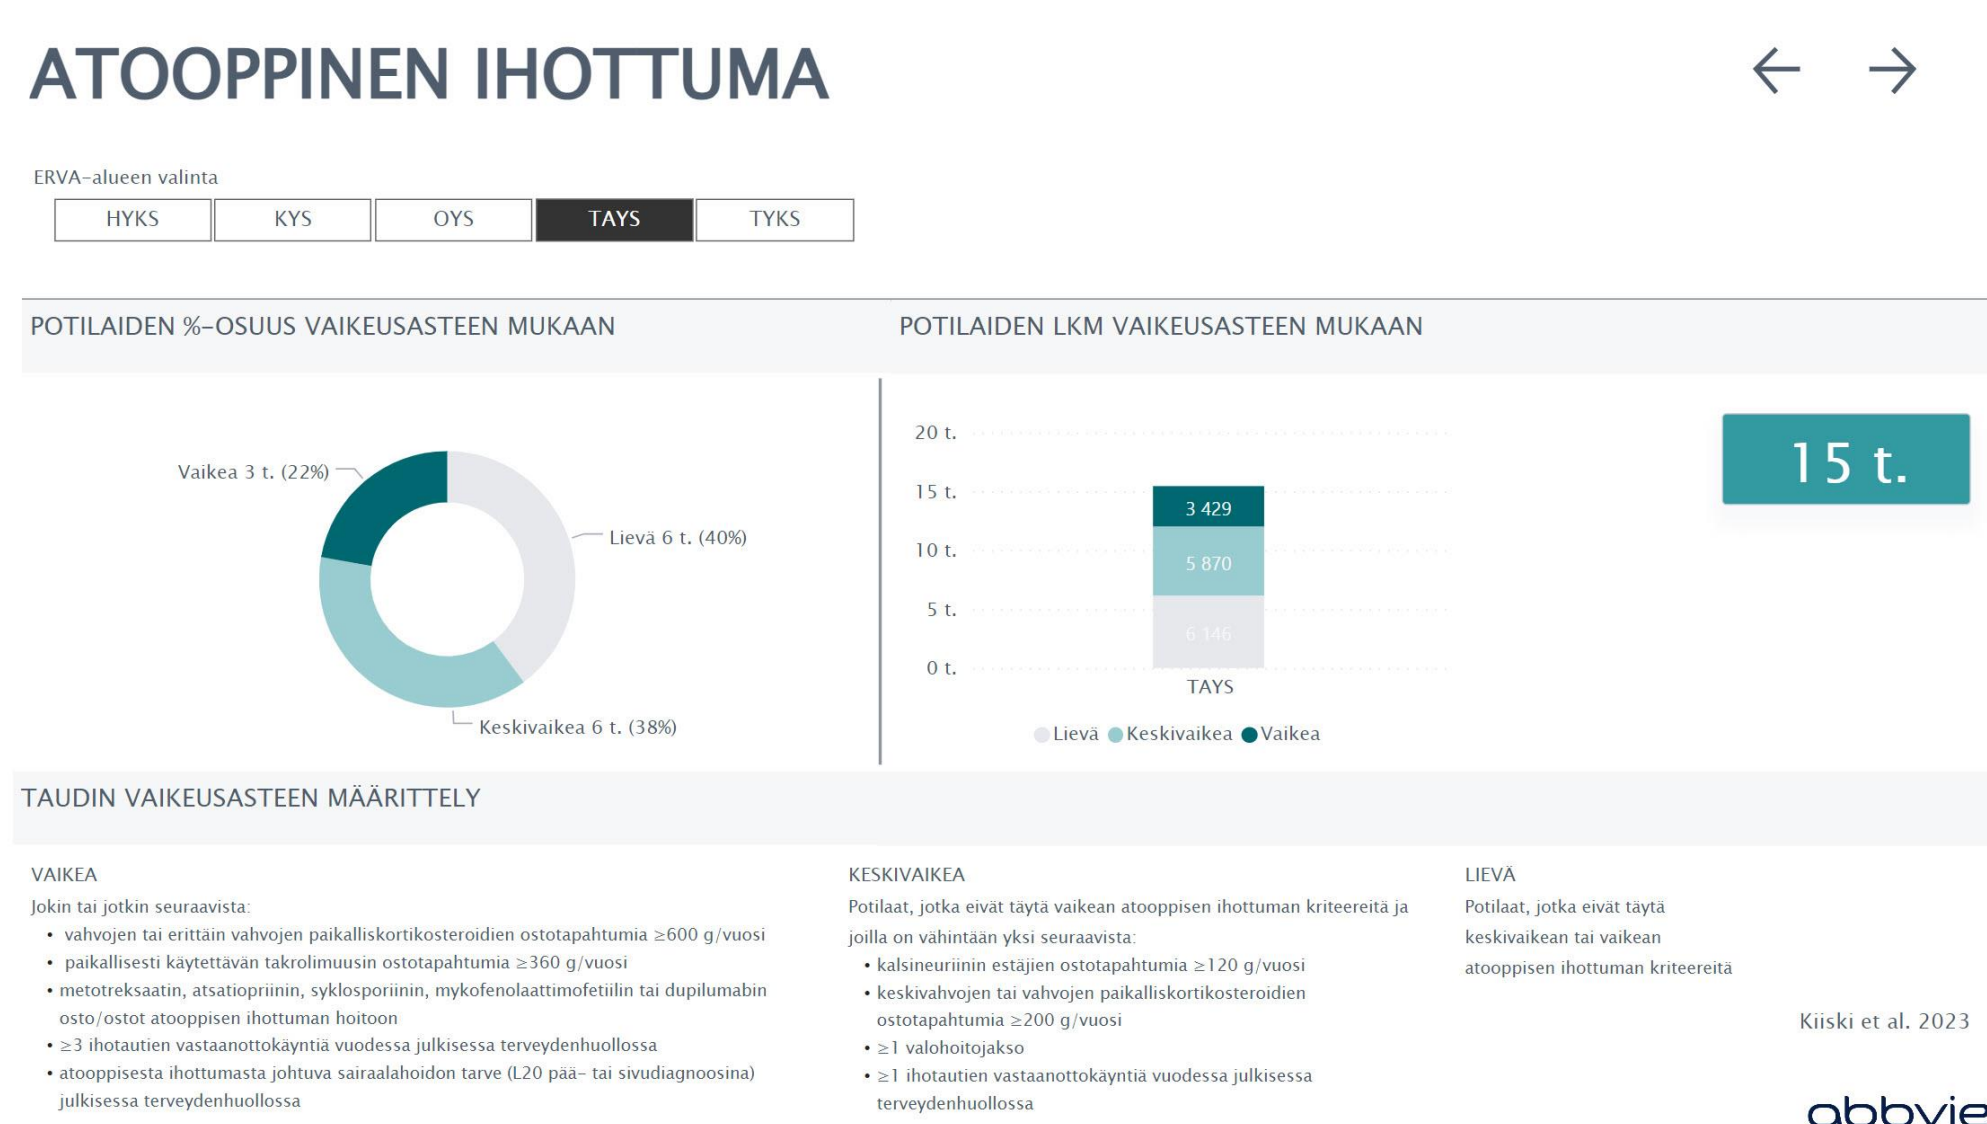 ATOOPPINEN IHOTTUMA
ERVA-alueen valinta
HYKS
KYS
OYS
TAYS
TYKS
POTILAIDEN %-OSUUS VAIKEUSASTEEN MUKAAN
Vaikea 3 t. (22%)
Lievä 6 t. (40%)
Keskivaikea 6 t. (38%)
POTILAIDEN LKM VAIKEUSASTEEN MUKAAN
20 t.
15 t.
10 t.
5 t.
0 t.
3 429
5 870
6 146
TAYS
Lievä Keskivaikea Vaikea
15 t.
TAUDIN VAIKEUSASTEEN MÄÄRITTELY
VAIKEA
Jokin tai jotkin seuraavista:
• vahvojen tai erittäin vahvojen paikalliskortikosteroidien ostotapahtumia ≥600 g/vuosi
• paikallisesti käytettävän takrolimuusin ostotapahtumia ≥360 g/vuosi
• metotreksaatin, atsatiopriinin, syklosporiinin, mykofenolaattimofetiilin tai dupilumabin
osto/ostot atooppisen ihottuman hoitoon
• ≥3 ihotautien vastaanottokäyntiä vuodessa julkisessa terveydenhuollossa
• atooppisesta ihottumasta johtuva sairaalahoidon tarve (L20 pää- tai sivudiagnoosina)
julkisessa terveydenhuollossa
KESKIVAIKEA
Potilaat, jotka eivät täytä vaikean atooppisen ihottuman kriteereitä ja
joilla on vähintään yksi seuraavista:
• kalsineuriinin estäjien ostotapahtumia ≥120 g/vuosi
• keskivahvojen tai vahvojen paikalliskortikosteroidien
ostotapahtumia ≥200 g/vuosi
• ≥1 valohoitojakso
• ≥1 ihotautien vastaanottokäyntiä vuodessa julkisessa
terveydenhuollossa
LIEVÄ
Potilaat, jotka eivät täytä
keskivaikean tai vaikean
atooppisen ihottuman kriteereitä
Kiiski et al. 2023
abbvie